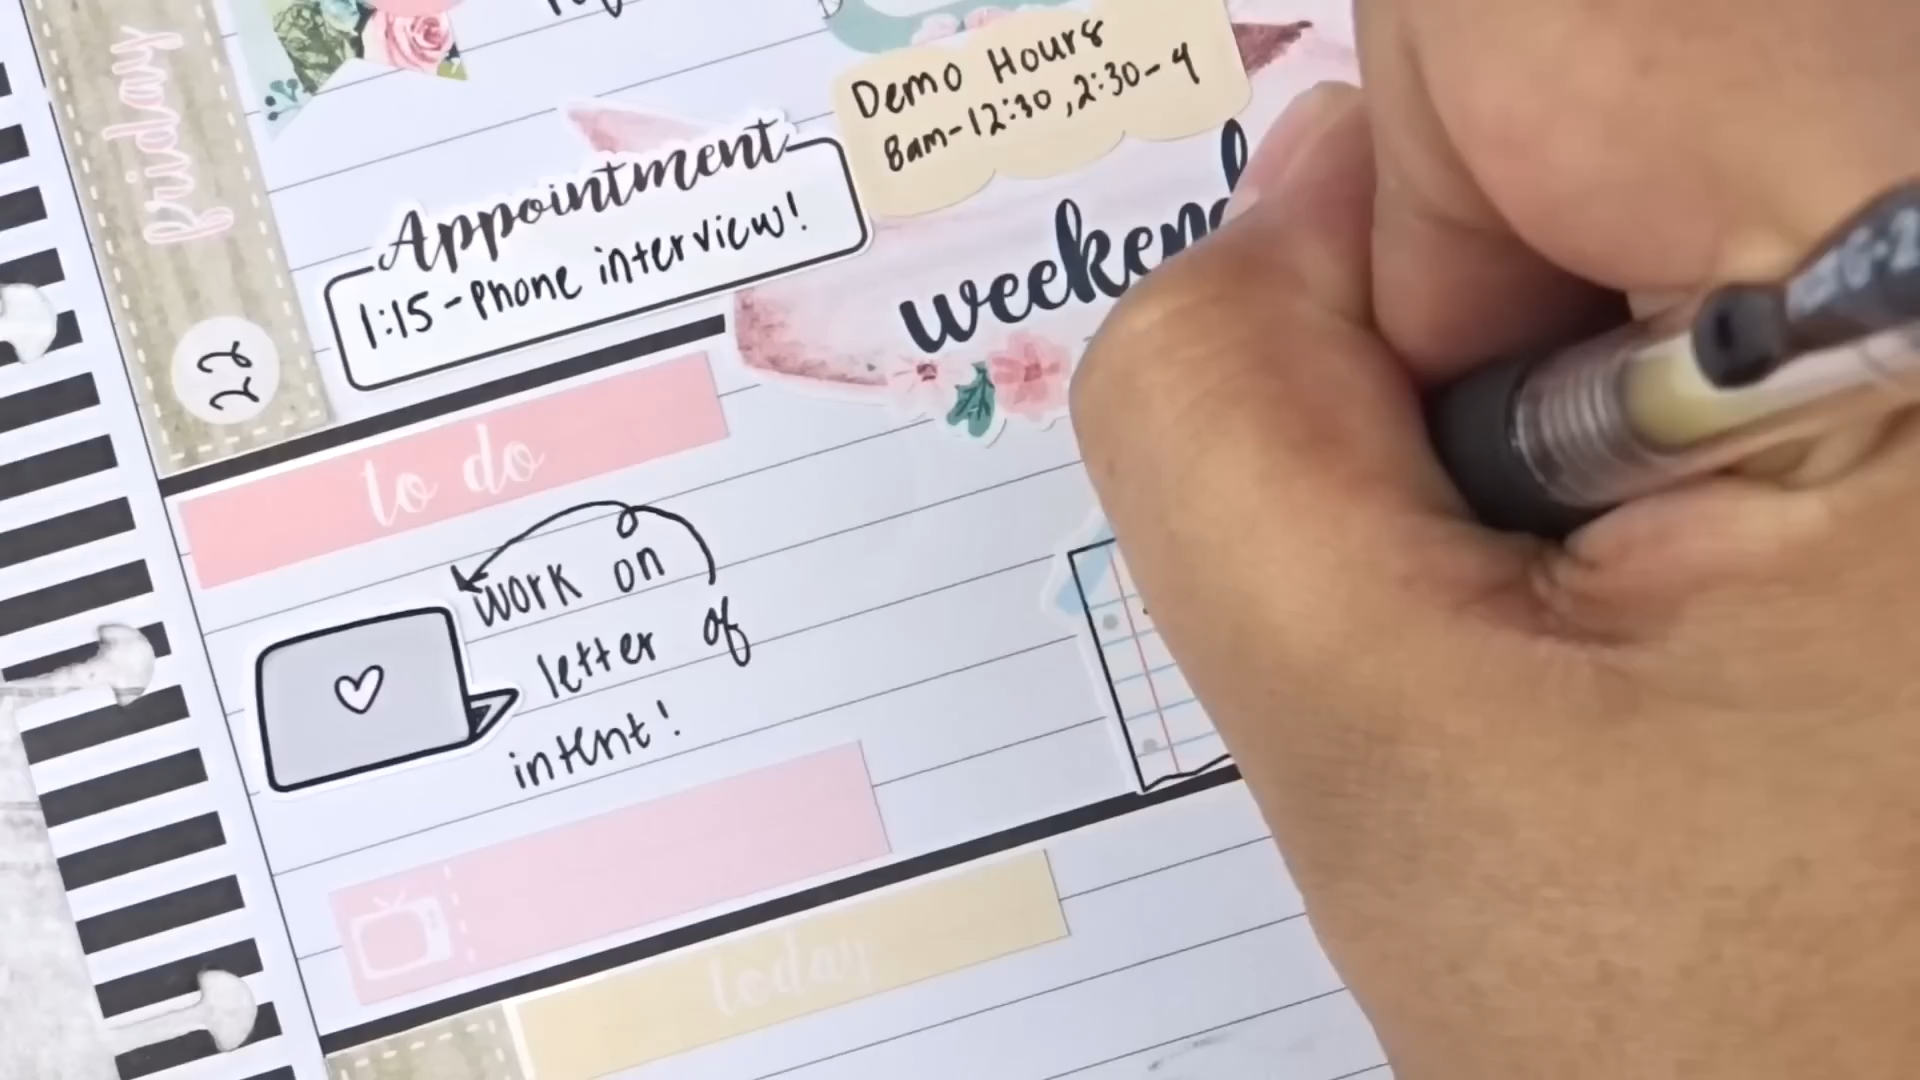 friday
22
Demo Hours
8am-12:30, 2:30-4
Appointment
1:15-Phone interview!
weekend
to do
work on
letter of
intent!
today